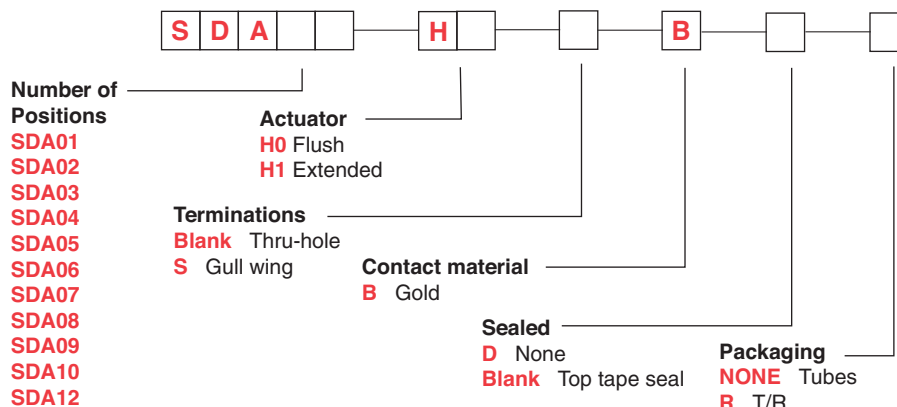 S D A H B
Number of
Positions
SDA01
SDA02
SDA03
SDA04
SDA05
SDA06
SDA07
SDA08
SDA09
SDA10
SDA12
Actuator
H0 Flush
H1 Extended
Terminations
Blank Thru-hole
S Gull wing
Contact material
B Gold
Sealed
D None
Blank Top tape seal
Packaging
NONE Tubes
R T/R